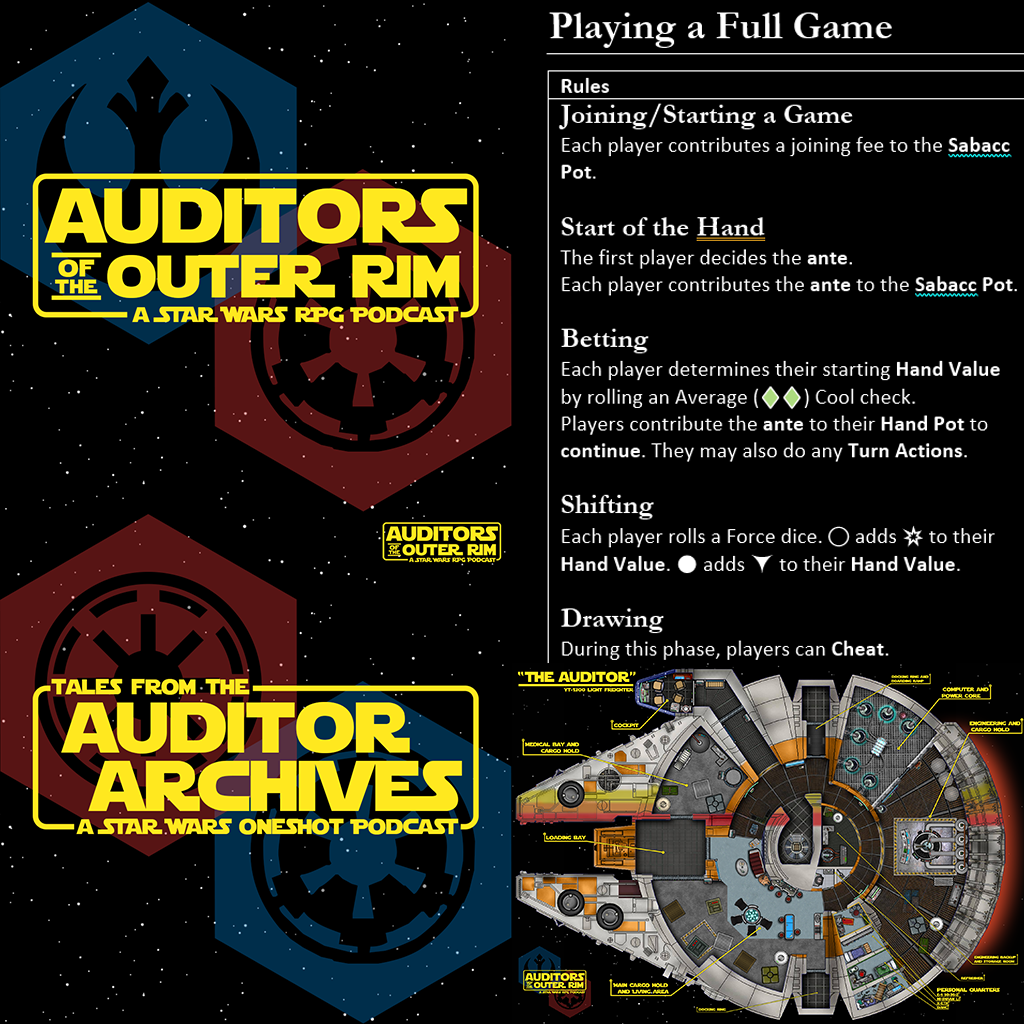 AUDITORS
OF THE OUTER RIM
A STAR WARS RPG PODCAST
AUDITORS
OF THE OUTER RIM
A STAR WARS RPG PODCAST
TALES FROM THE
AUDITOR
ARCHIVES
A STAR WARS ONESHOT PODCAST
Playing a Full Game
Rules
Joining/Starting a Game
Each player contributes a joining fee to the Sabacc
Pot.
Start of the Hand
The first player decides the ante.
Each player contributes the ante to the Sabacc Pot.
Betting
Each player determines their starting Hand Value
by rolling an Average (♦♦) Cool check.
Players contribute the ante to their Hand Pot to
continue. They may also do any Turn Actions.
Shifting
Each player rolls a Force dice. ○ adds to their
Hand Value. ● adds ▼ to their Hand Value.
Drawing
During this phase, players can Cheat.
"THE AUDITOR"
YT-1300 LIGHT FREIGHTER
COCKPIT
DOCKING RING AND
BOARDING RAMP
COMPUTER AND
POWER CORE
ENGINEERING AND
CARGO HOLD
MEDICAL BAY AND
CARGO HOLD
LOADING BAY
MAIN CARGO HOLD
AND LIVING AREA
DOCKING RING
ENGINEERING BACKUP
AND STORAGE ROOM
REFRESHER
PERSONAL QUARTERS
AUDITORS
OF THE OUTER RIM
A STAR WARS RPG PODCAST